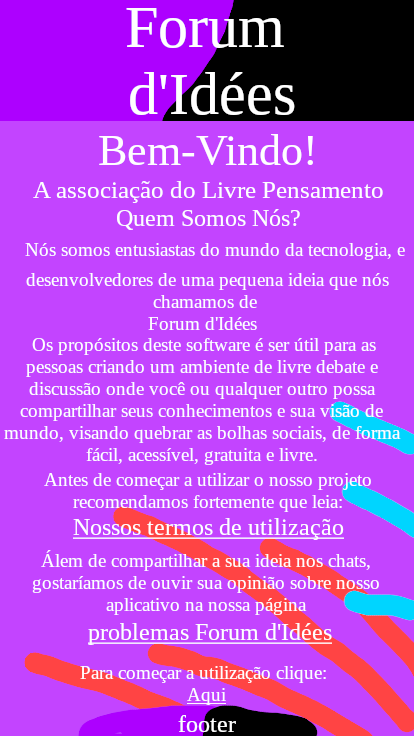 Forum
d'Idées
Bem-Vindo!
A associação do Livre Pensamento
Quem Somos Nós?
Nós somos entusiastas do mundo da tecnologia, e
desenvolvedores de uma pequena ideia que nós
chamamos de
Forum d'Idées
Os propósitos deste software é ser útil para as
pessoas criando um ambiente de livre debate e
discussão onde você ou qualquer outro possa
compartilhar seus conhecimentos e sua visão de
mundo, visando quebrar as bolhas sociais, de forma
fácil, acessível, gratuita e livre.
Antes de começar a utilizar o nosso projeto
recomendamos fortemente que leia:
Nossos termos de utilização
Álem de compartilhar a sua ideia nos chats,
gostaríamos de ouvir sua opinião sobre nosso
aplicativo na nossa página
problemas Forum d'Idées
Para começar a utilização clique:
Aqui
footer